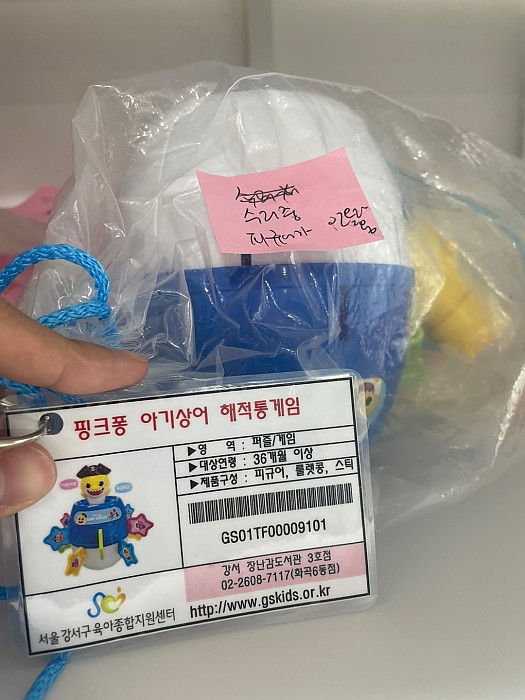 수리중
핑크퐁 아기상어 해적통게임
▶영 역 : 퍼즐/게임
▶대상연령 : 36개월 이상
▶제품구성 : 피규어, 룰렛콩, 스틱
GS01TF00009101
강서 장난감도서관 3호점
02-2608-7117(화곡6동점)
서울강서구육아종합지원센터
http://www.gskids.or.kr